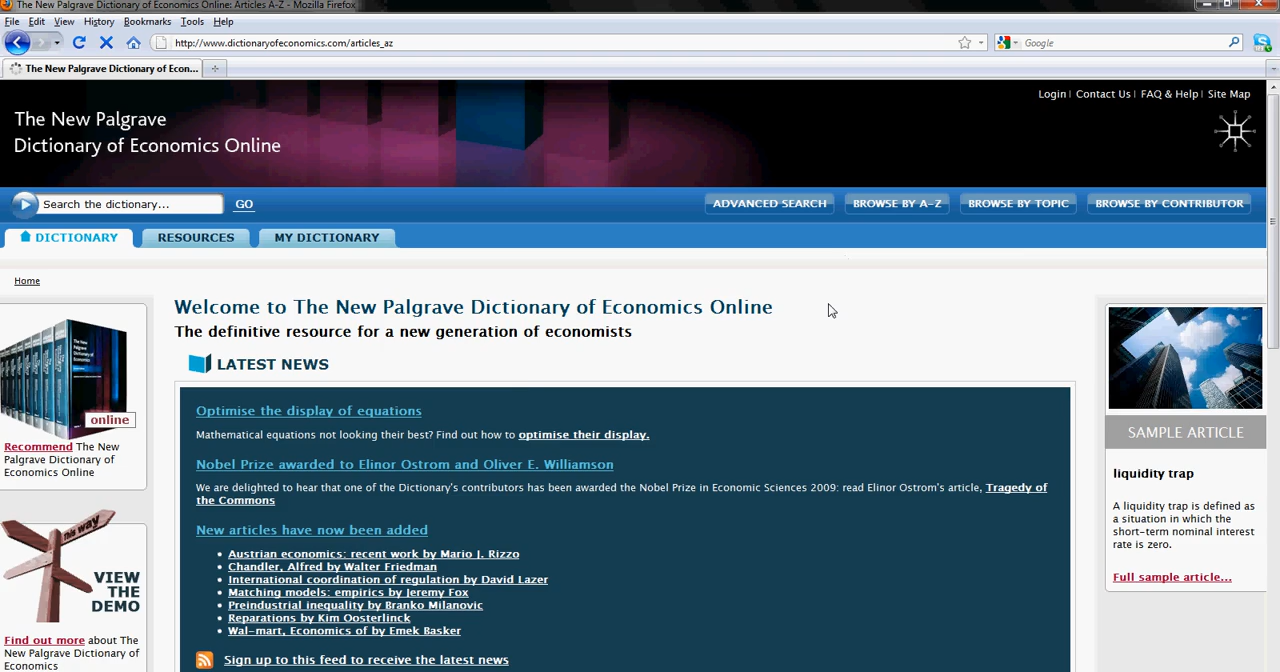 The New Palgrave Dictionary of Economics Online: Articles A-Z - Mozilla Firefox
File Edit View History Bookmarks Tools Help
http://www.dictionaryofeconomics.com/articles_az
Google
The New Palgrave Dictionary of Econ...
Login | Contact Us | FAQ & Help | Site Map
The New Palgrave
Dictionary of Economics Online
Search the dictionary...
GO
ADVANCED SEARCH
BROWSE BY A-Z
BROWSE BY TOPIC
BROWSE BY CONTRIBUTOR
DICTIONARY
RESOURCES
MY DICTIONARY
Home
online
Recommend The New
Palgrave Dictionary of
Economics Online
This way
VIEW
THE
DEMO
Find out more about The
New Palgrave Dictionary of
Economics
Welcome to The New Palgrave Dictionary of Economics Online
The definitive resource for a new generation of economists
LATEST NEWS
Optimise the display of equations
Mathematical equations not looking their best? Find out how to optimise their display.
Nobel Prize awarded to Elinor Ostrom and Oliver E. Williamson
We are delighted to hear that one of the Dictionary's contributors has been awarded the Nobel Prize in Economic Sciences 2009: read Elinor Ostrom's article, Tragedy of
the Commons
New articles have now been added
Austrian economics: recent work by Mario J. Rizzo
Chandler, Alfred by Walter Friedman
International coordination of regulation by David Lazer
Matching models: empirics by Jeremy Fox
Preindustrial inequality by Branko Milanovic
Reparations by Kim Oosterlinck
Wal-mart, Economics of by Emek Basker
Sign up to this feed to receive the latest news
SAMPLE ARTICLE
liquidity trap
A liquidity trap is defined as
a situation in which the
short-term nominal interest
rate is zero.
Full sample article...